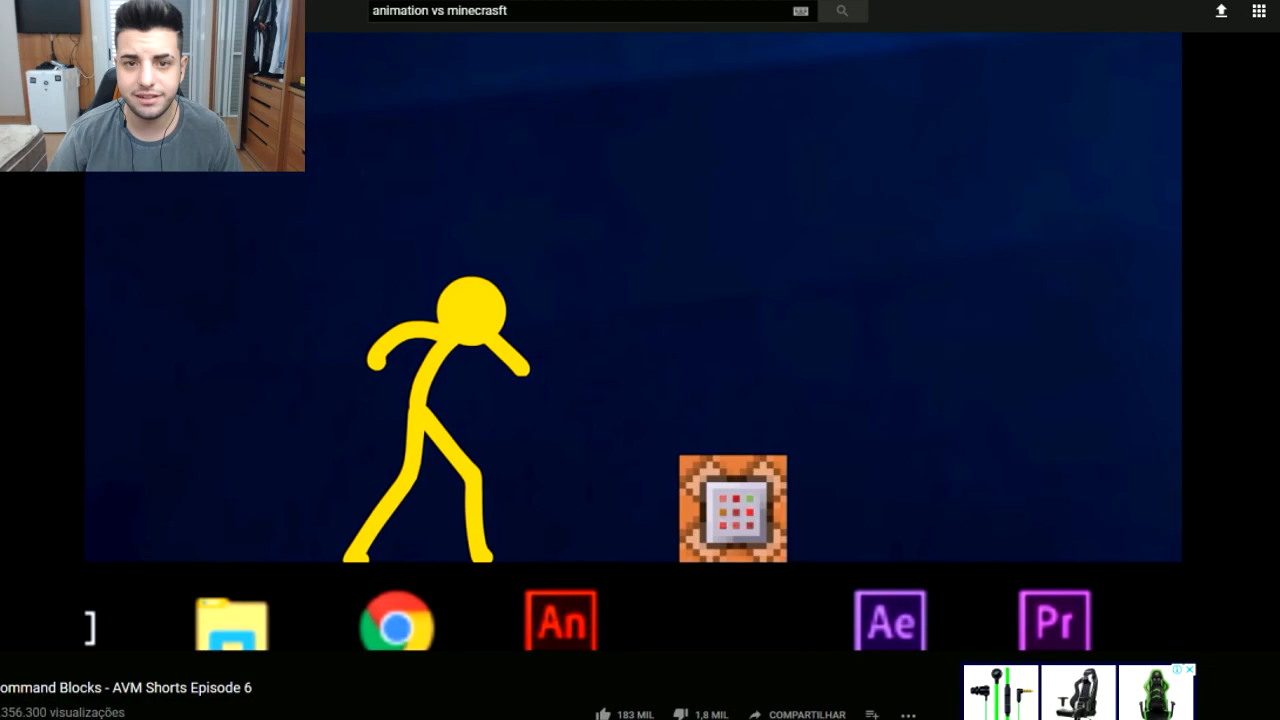 animation vs minecrasft
]
An
Ae
Pr
ommand Blocks - AVM Shorts Episode 6
356.300 visualizações
183 MIL
1,8 MIL
COMPARTILHAR